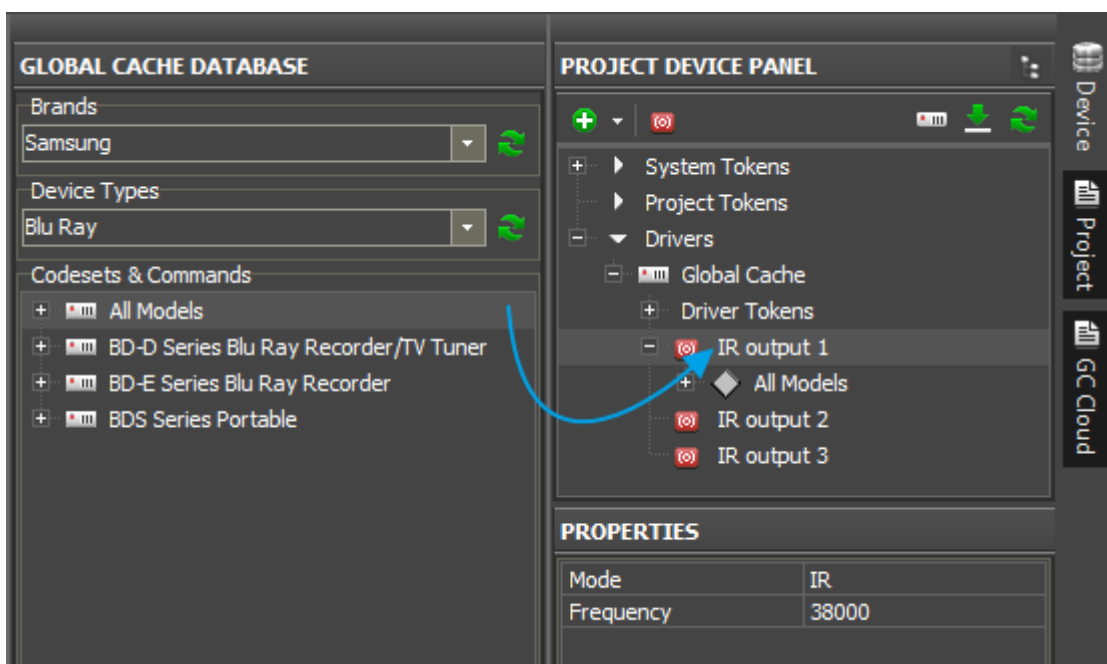 GLOBAL CACHE DATABASE
Brands
Samsung
Device Types
Blu Ray
Codesets & Commands
All Models
BD-D Series Blu Ray Recorder/TV Tuner
BD-E Series Blu Ray Recorder
BDS Series Portable
PROJECT DEVICE PANEL
System Tokens
Project Tokens
Drivers
Global Cache
Driver Tokens
IR output 1
All Models
IR output 2
IR output 3
PROPERTIES
Mode IR
Frequency 38000
Device
Project
GC Cloud